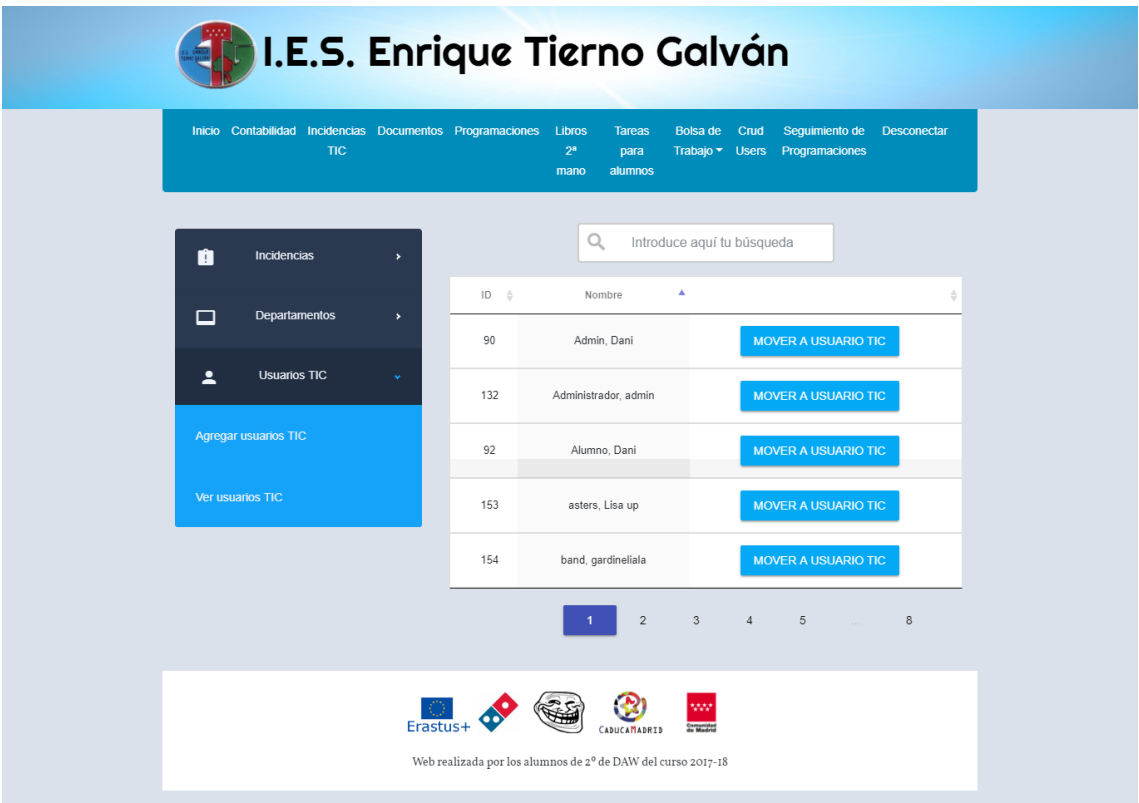 I.E.S. Enrique Tierno Galván
Inicio Contabilidad Incidencias TIC Documentos Programaciones Libros 2ª mano Tareas para alumnos Bolsa de Trabajo Crud Users Seguimiento de Programaciones Desconectar
Incidencias
Departamentos
Usuarios TIC
Agregar usuarios TIC
Ver usuarios TIC
Introduce aquí tu búsqueda
ID Nombre
90 Admin, Dani MOVER A USUARIO TIC
132 Administrador, admin MOVER A USUARIO TIC
92 Alumno, Dani MOVER A USUARIO TIC
153 asters, Lisa up MOVER A USUARIO TIC
154 band, gardineliala MOVER A USUARIO TIC
1 2 3 4 5 ... 8
Erastus+
CADUCAMADRID
Comunidad
de Madrid
Web realizada por los alumnos de 2º de DAW del curso 2017-18